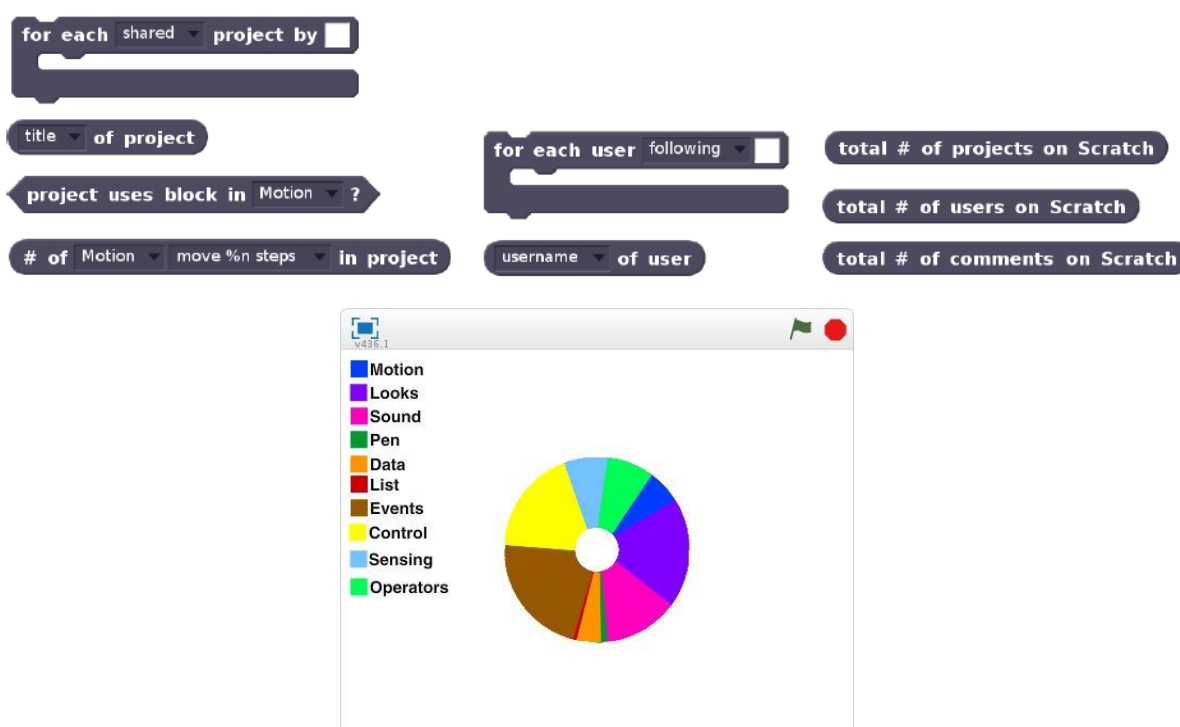 for each shared project by
title of project
project uses block in Motion ?
# of Motion move %n steps in project
for each user following
username of user
total # of projects on Scratch
total # of users on Scratch
total # of comments on Scratch
v436.1
Motion
Looks
Sound
Pen
Data
List
Events
Control
Sensing
Operators